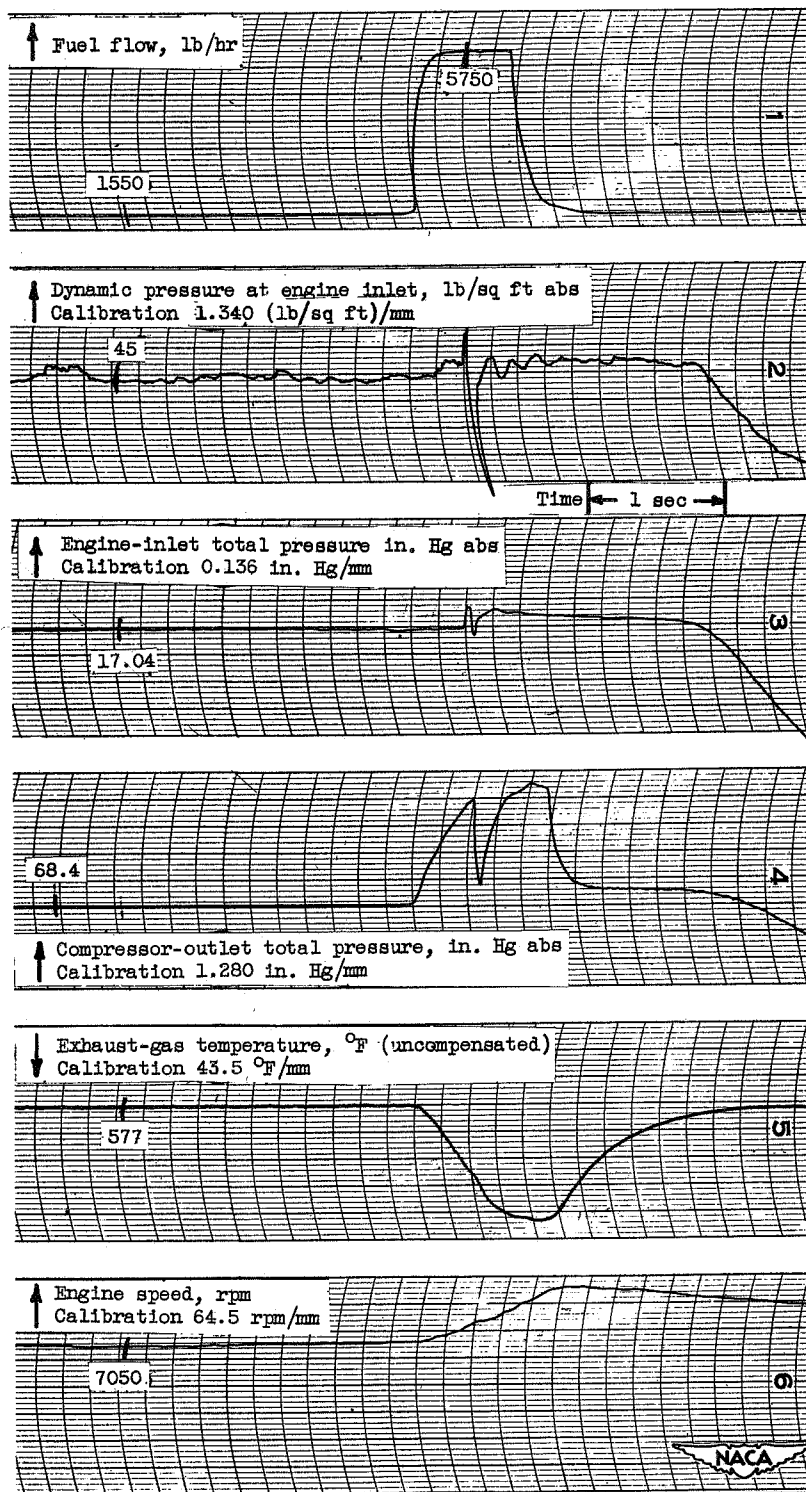 Fuel flow, lb/hr
5750
1550
1
Dynamic pressure at engine inlet, lb/sq ft abs
Calibration 1.340 (lb/sq ft)/mm
45
2
Time 1 sec
Engine-inlet total pressure in. Hg abs
Calibration 0.136 in. Hg/mm
17.04
3
68.4
4
Compressor-outlet total pressure, in. Hg abs
Calibration 1.280 in. Hg/mm
Exhaust-gas temperature, °F (uncompensated)
Calibration 43.5 °F/mm
577
5
Engine speed, rpm
Calibration 64.5 rpm/mm
7050
6
NACA